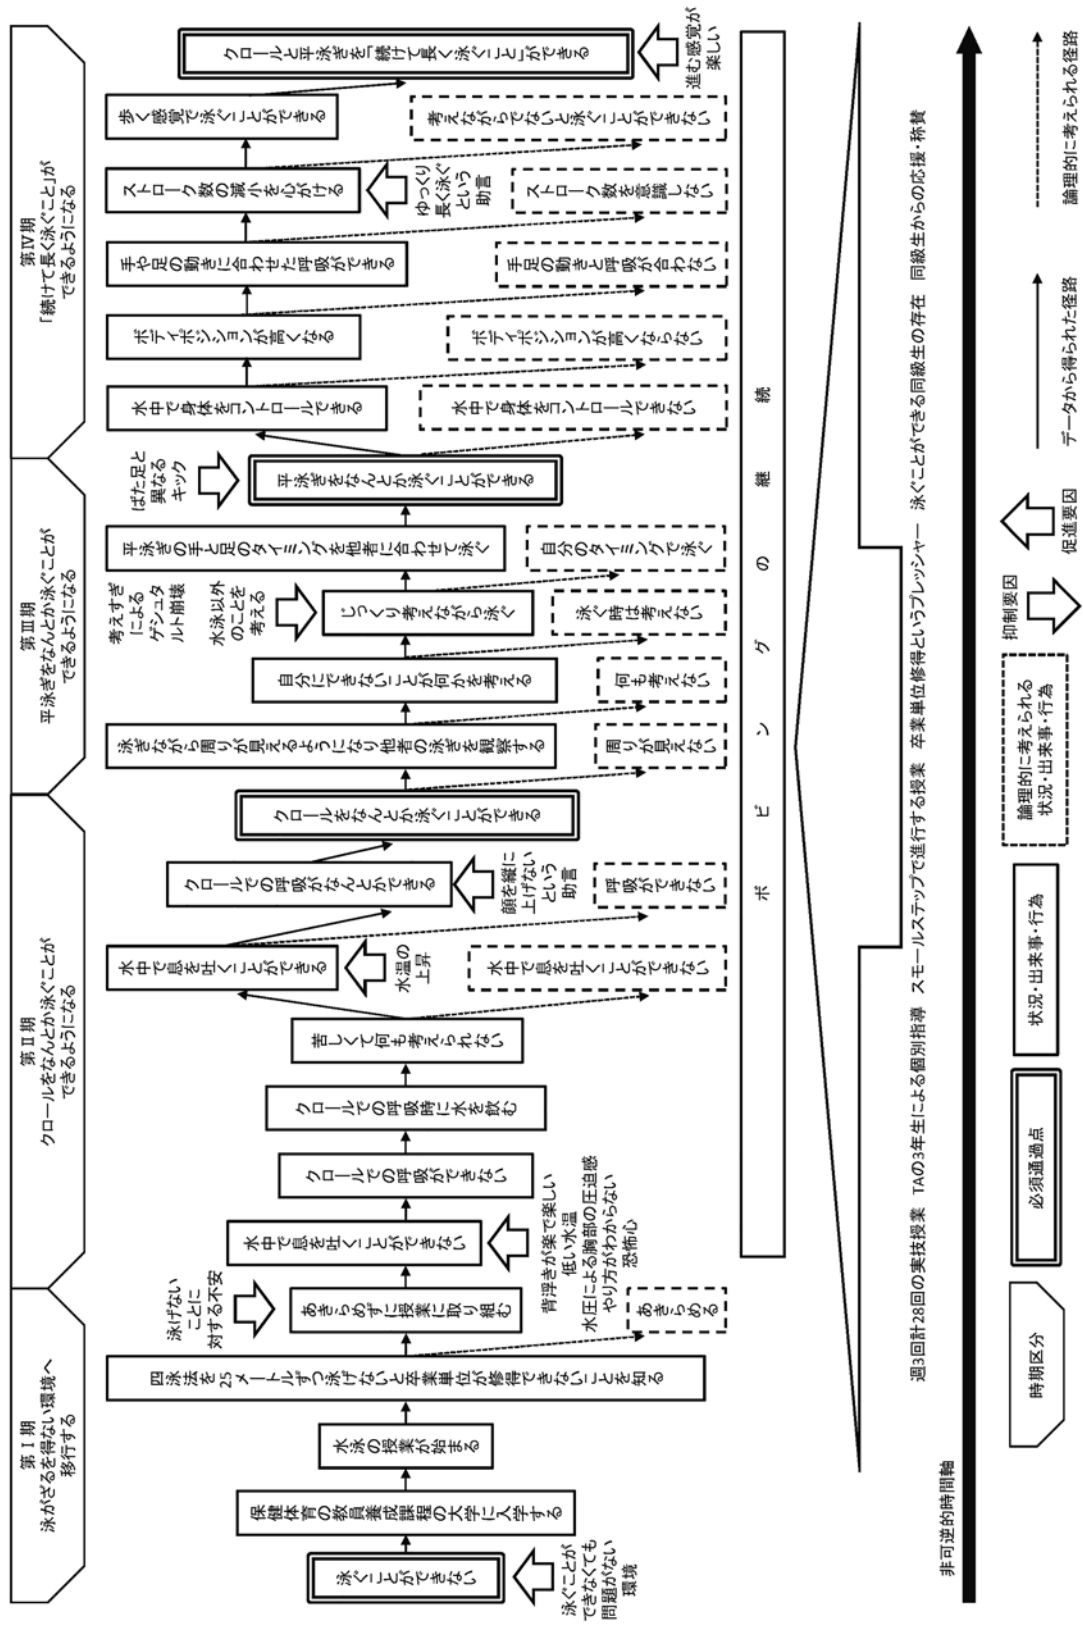 第Ⅰ期
泳がざるを得ない環境へ
移行する
第Ⅱ期
クロールをなんとか泳ぐことが
できるようになる
第Ⅲ期
平泳ぎをなんとか泳ぐことが
できるようになる
第Ⅳ期
「続けて長く泳ぐこと」が
できるようになる
泳ぐことができない
泳ぐことが
できなくても
問題がない
環境
保健体育の教員養成課程の大学に入学する
水泳の授業が始まる
四泳法を25メートルずつ泳げないと卒業単位が修得できないことを知る
泳げない
ことに
対する不安
あきらめずに授業に取り組む
あきらめる
水中で息を吐くことができない
背浮きが楽で楽しい
低い水温
水圧による胸部の圧迫感
やり方がわからない
恐怖心
クロールでの呼吸ができない
クロールでの呼吸時に水を飲む
苦しくて何も考えられない
水中で息を吐くことができる
水温の
上昇
水中で息を吐くことができない
クロールでの呼吸がなんとかできる
顔を縦に
上げない
という
助言
呼吸ができない
クロールをなんとか泳ぐことができる
泳ぎながら周りが見えるようになり他者の泳ぎを観察する
周りが見えない
自分にできないことが何かを考える
何も考えない
考えすぎ
による
ゲシュタ
ルト崩壊
水泳以外
のことを
考える
じっくり考えながら泳ぐ
泳ぐ時は考えない
平泳ぎの手と足のタイミングを他者に合わせて泳ぐ
自分のタイミングで泳ぐ
ばた足と
異なる
キック
平泳ぎをなんとか泳ぐことができる
水中で身体をコントロールできる
水中で身体をコントロールできない
ボディポジションが高くなる
ボディポジションが高くならない
手や足の動きに合わせた呼吸ができる
手足の動きと呼吸が合わない
ストローク数の減少を心がける
ゆっくり
長く泳ぐ
という
助言
ストローク数を意識しない
歩く感覚で泳ぐことができる
考えながらでないと泳ぐことができない
クロールと平泳ぎを「続けて長く泳ぐこと」ができる
進む感覚が
楽しい
ボビングの継続
週3回計28回の実技授業 TAの3年生による個別指導 スモールステップで進行する授業 卒業単位修得というプレッシャー 泳ぐことができる同級生の存在 同級生からの応援・称賛
非可逆的時間軸
時期区分
必須通過点
状況・出来事・行為
論理的に考えられる
状況・出来事・行為
抑制要因
促進要因
データから得られた径路
論理的に考えられる径路